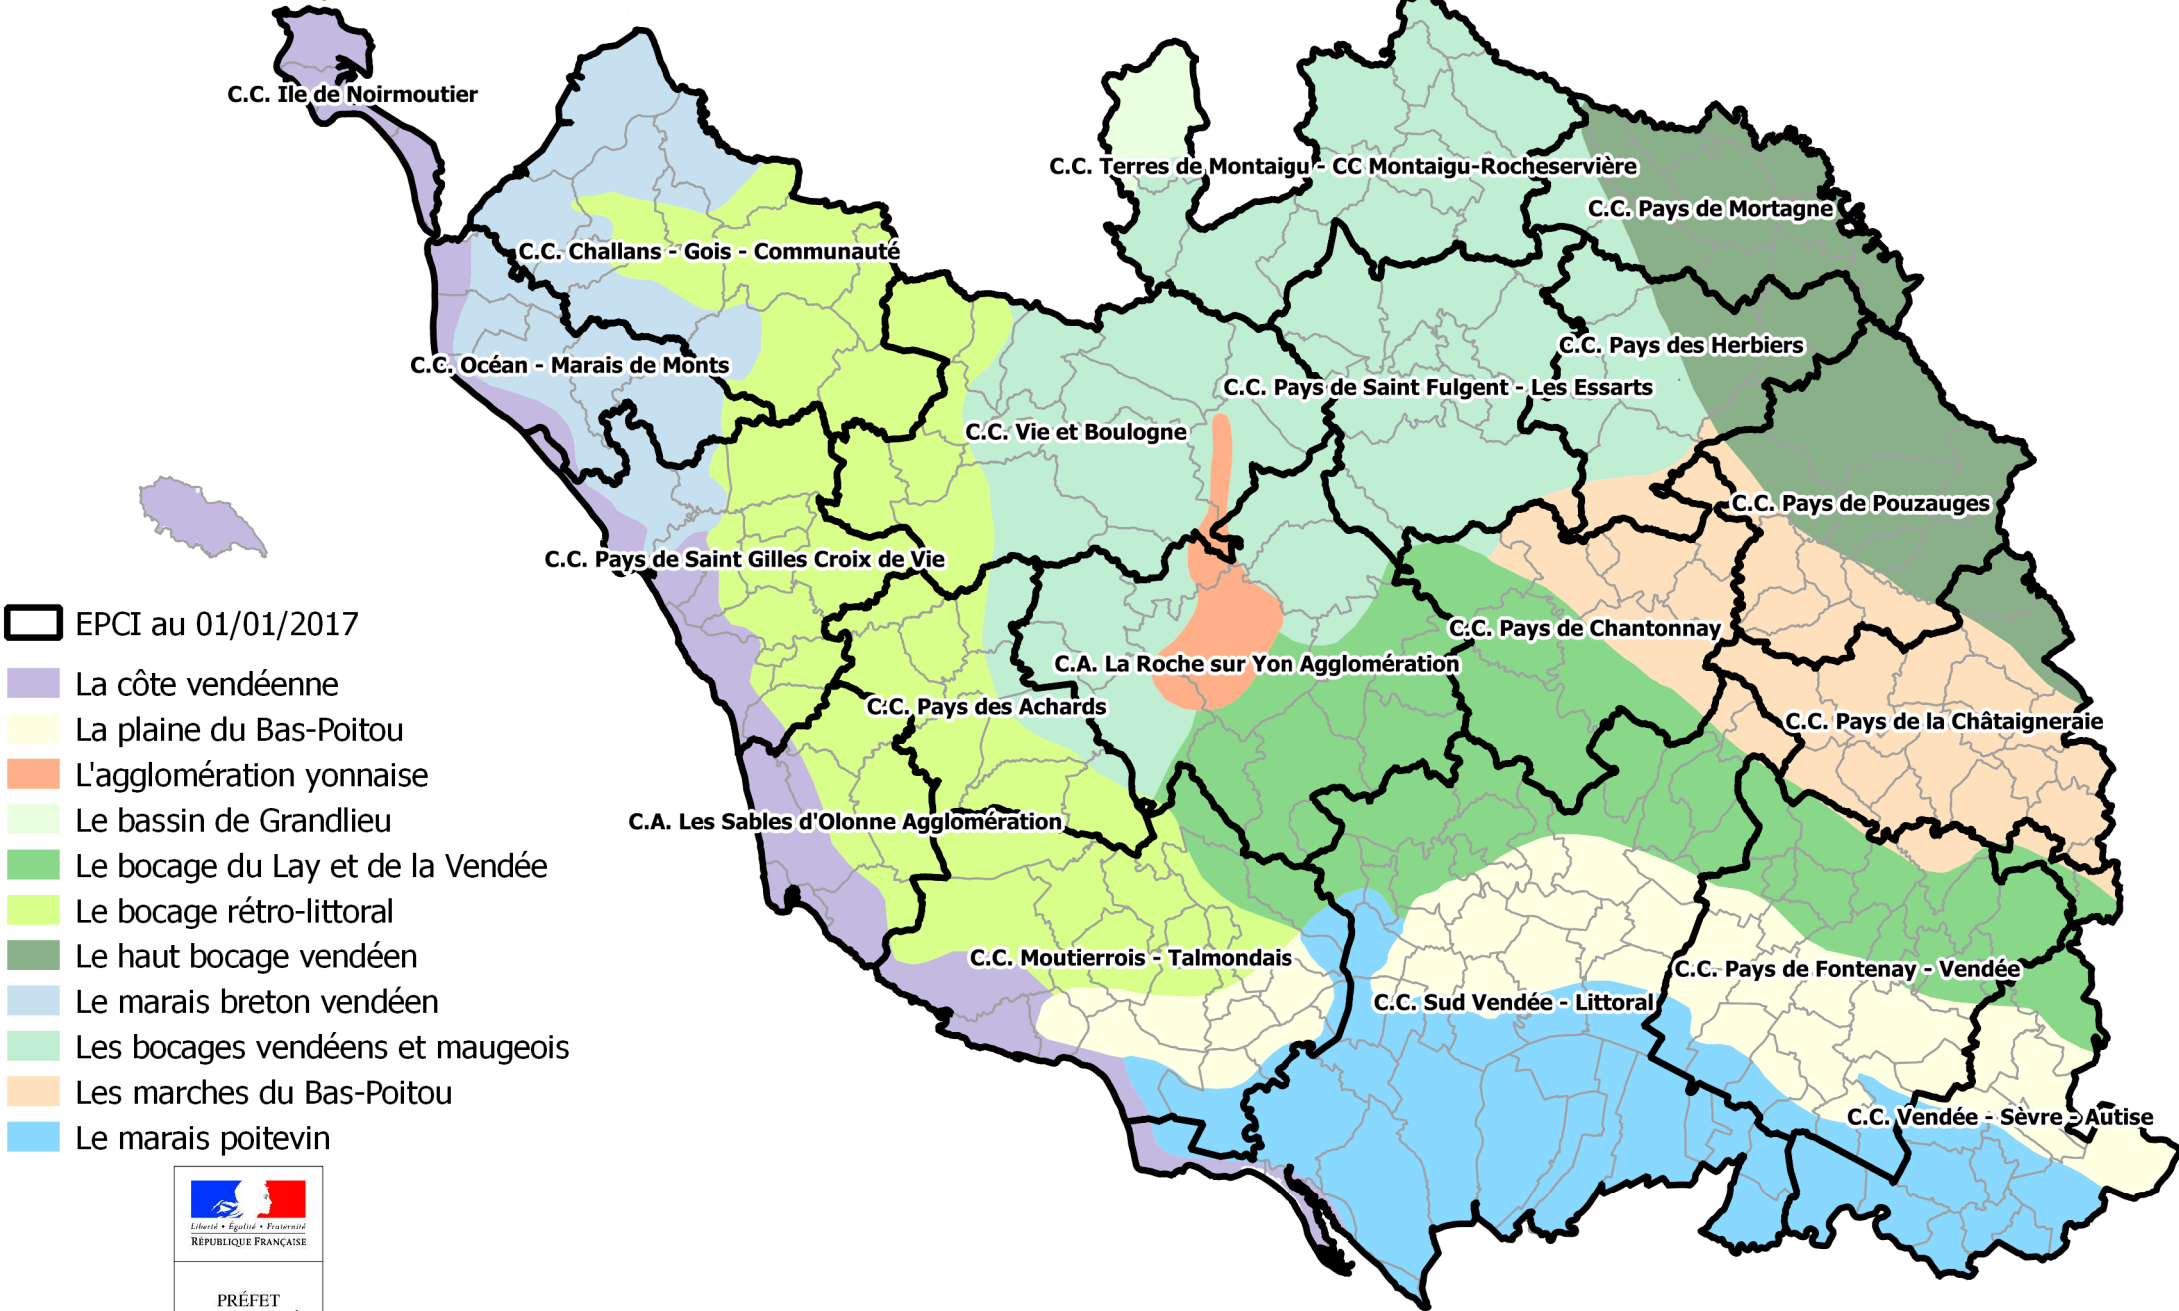 C.C. Ile de Noirmoutier
C.C. Terres de Montaigu - CC Montaigu-Rocheservière
C.C. Pays de Mortagne
C.C. Challans - Gois - Communauté
C.C. Pays des Herbiers
C.C. Océan - Marais de Monts
C.C. Pays de Saint Fulgent - Les Essarts
C.C. Vie et Boulogne
C.C. Pays de Pouzauges
C.C. Pays de Saint Gilles Croix de Vie
C.C. Pays de Chantonnay
C.A. La Roche sur Yon Agglomération
C.C. Pays des Achards
C.C. Pays de la Châtaigneraie
C.A. Les Sables d'Olonne Agglomération
C.C. Moutierrois - Talmondais
C.C. Pays de Fontenay - Vendée
C.C. Sud Vendée - Littoral
C.C. Vendée - Sèvre - Autise
EPCI au 01/01/2017
La côte vendéenne
La plaine du Bas-Poitou
L'agglomération yonnaise
Le bassin de Grandlieu
Le bocage du Lay et de la Vendée
Le bocage rétro-littoral
Le haut bocage vendéen
Le marais breton vendéen
Les bocages vendéens et maugeois
Les marches du Bas-Poitou
Le marais poitevin
Liberté • Égalité • Fraternité
RÉPUBLIQUE FRANÇAISE
PRÉFET